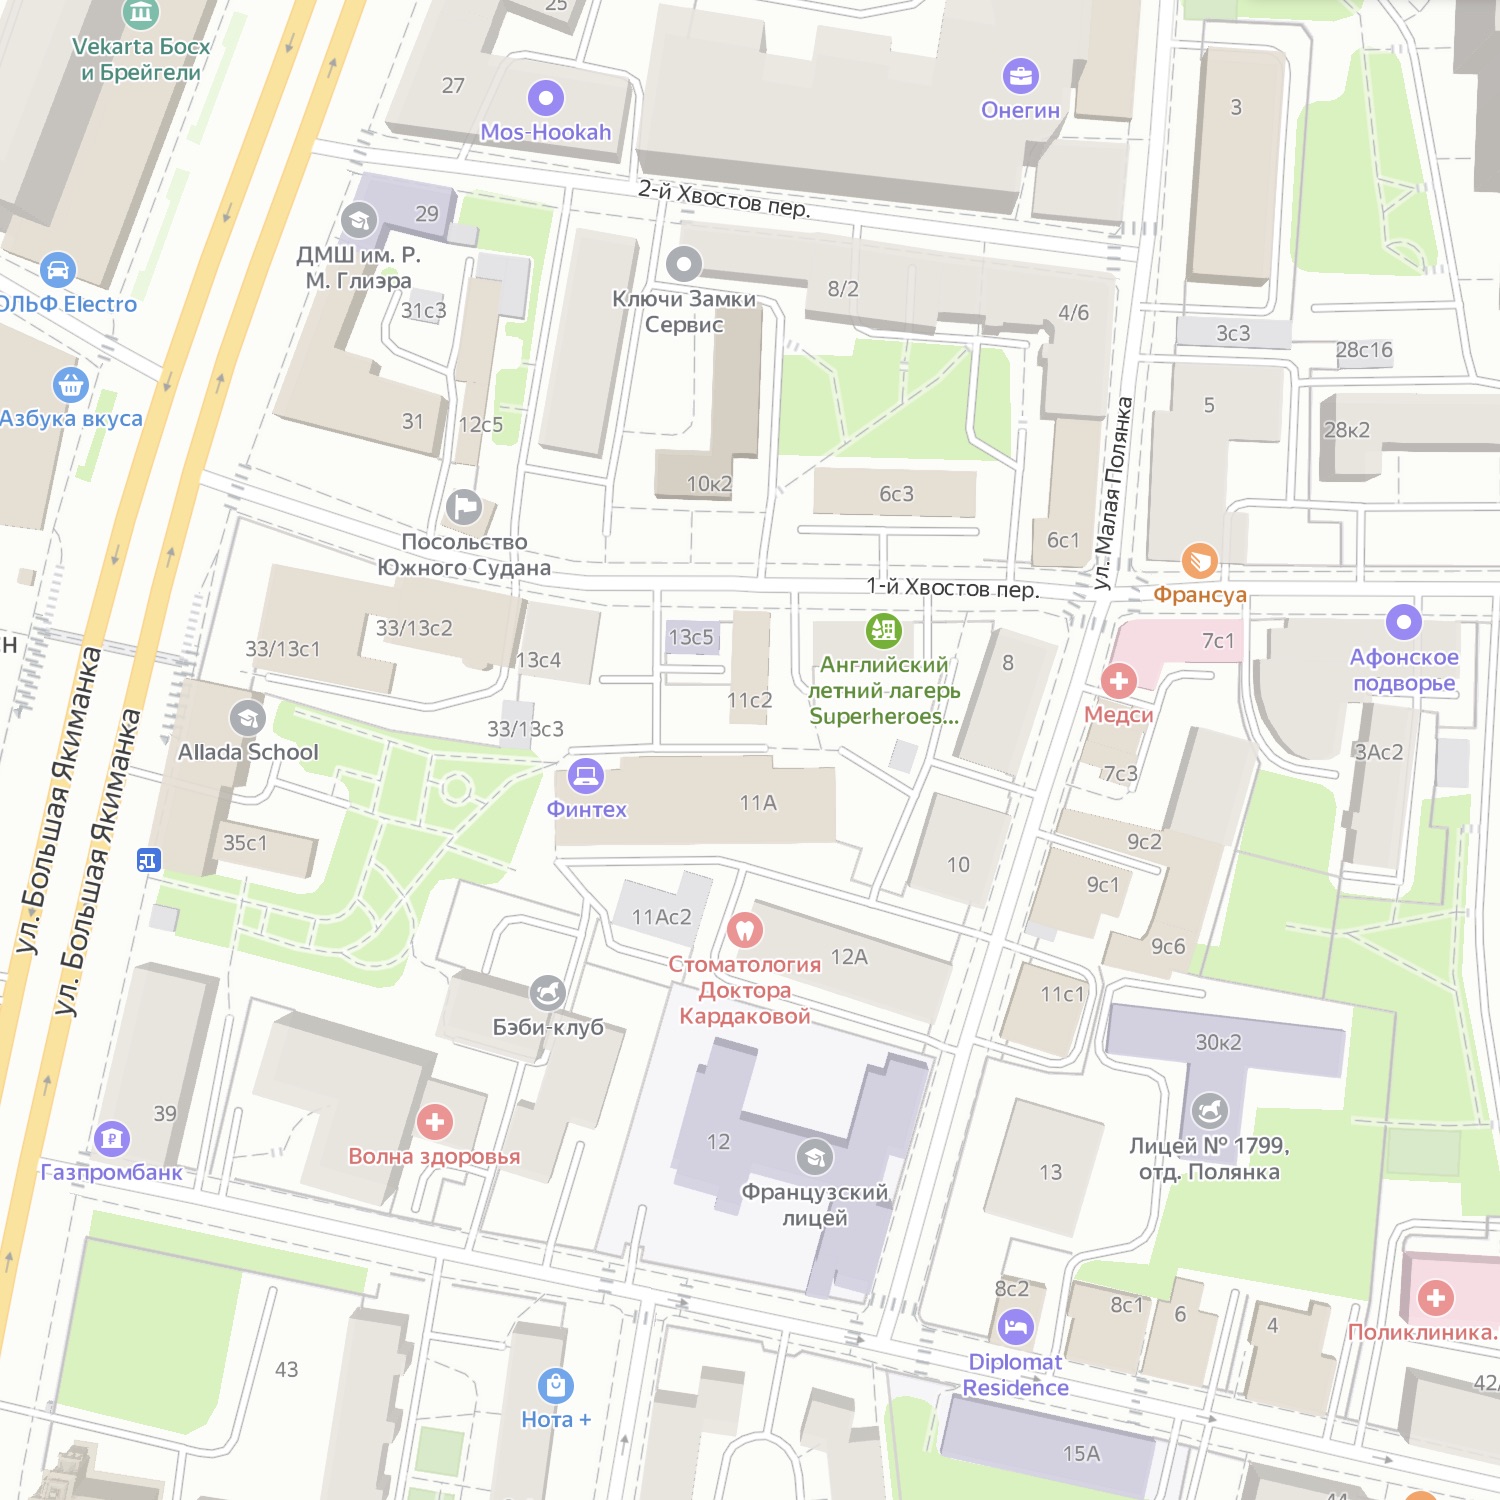 25
Vekarta Босх
и Брейгели
27
Mos-Hookah
Онегин
3
2-й Хвостов пер.
29
ДМШ им. Р.
М. Глиэра
ОЛЬФ Electro
31с3
Ключи Замки
Сервис
8/2
4/6
3с3
28с16
Азбука вкуса
31
12с5
5
28к2
10к2
6с3
ул. Малая Полянка
6с1
Посольство
Южного Судана
1-й Хвостов пер.
Франсуа
33/13с1
33/13с2
13с4
13с5
11с2
Английский
летний лагерь
Superheroes...
8
7с1
Медси
Афонское
подворье
сн
33/13с3
Allada School
7с3
3Ас2
ул. Большая Якиманка
ул. Большая Якиманка
Финтех
11А
35с1
10
9с2
9с1
9с6
11Ас2
Стоматология
Доктора
Кардаковой
12А
11с1
Бэби-клуб
30к2
39
Газпромбанк
Волна здоровья
12
Французский
лицей
13
Лицей № 1799,
отд. Полянка
8с2
8с1
6
4
Поликлиника.
Diplomat
Residence
43
Нота +
42/
15А
44